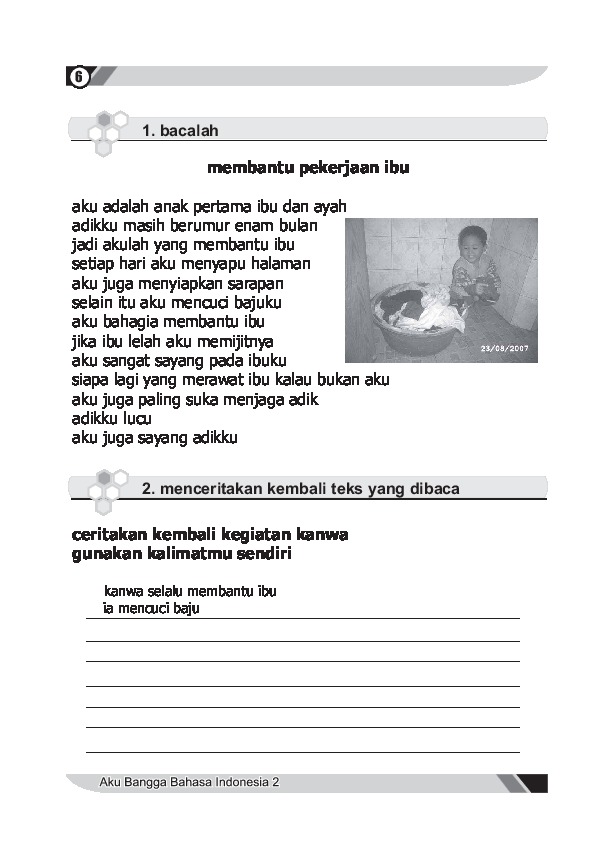 6
1. bacalah
membantu pekerjaan ibu
aku adalah anak pertama ibu dan ayah
adikku masih berumur enam bulan
jadi akulah yang membantu ibu
setiap hari aku menyapu halaman
aku juga menyiapkan sarapan
selain itu aku mencuci bajuku
aku bahagia membantu ibu
jika ibu lelah aku memijitnya
aku sangat sayang pada ibuku
siapa lagi yang merawat ibu kalau bukan aku
aku juga paling suka menjaga adik
adikku lucu
aku juga sayang adikku
23/08/2007
2. menceritakan kembali teks yang dibaca
ceritakan kembali kegiatan kanwa
gunakan kalimatmu sendiri
kanwa selalu membantu ibu
ia mencuci baju
Aku Bangga Bahasa Indonesia 2